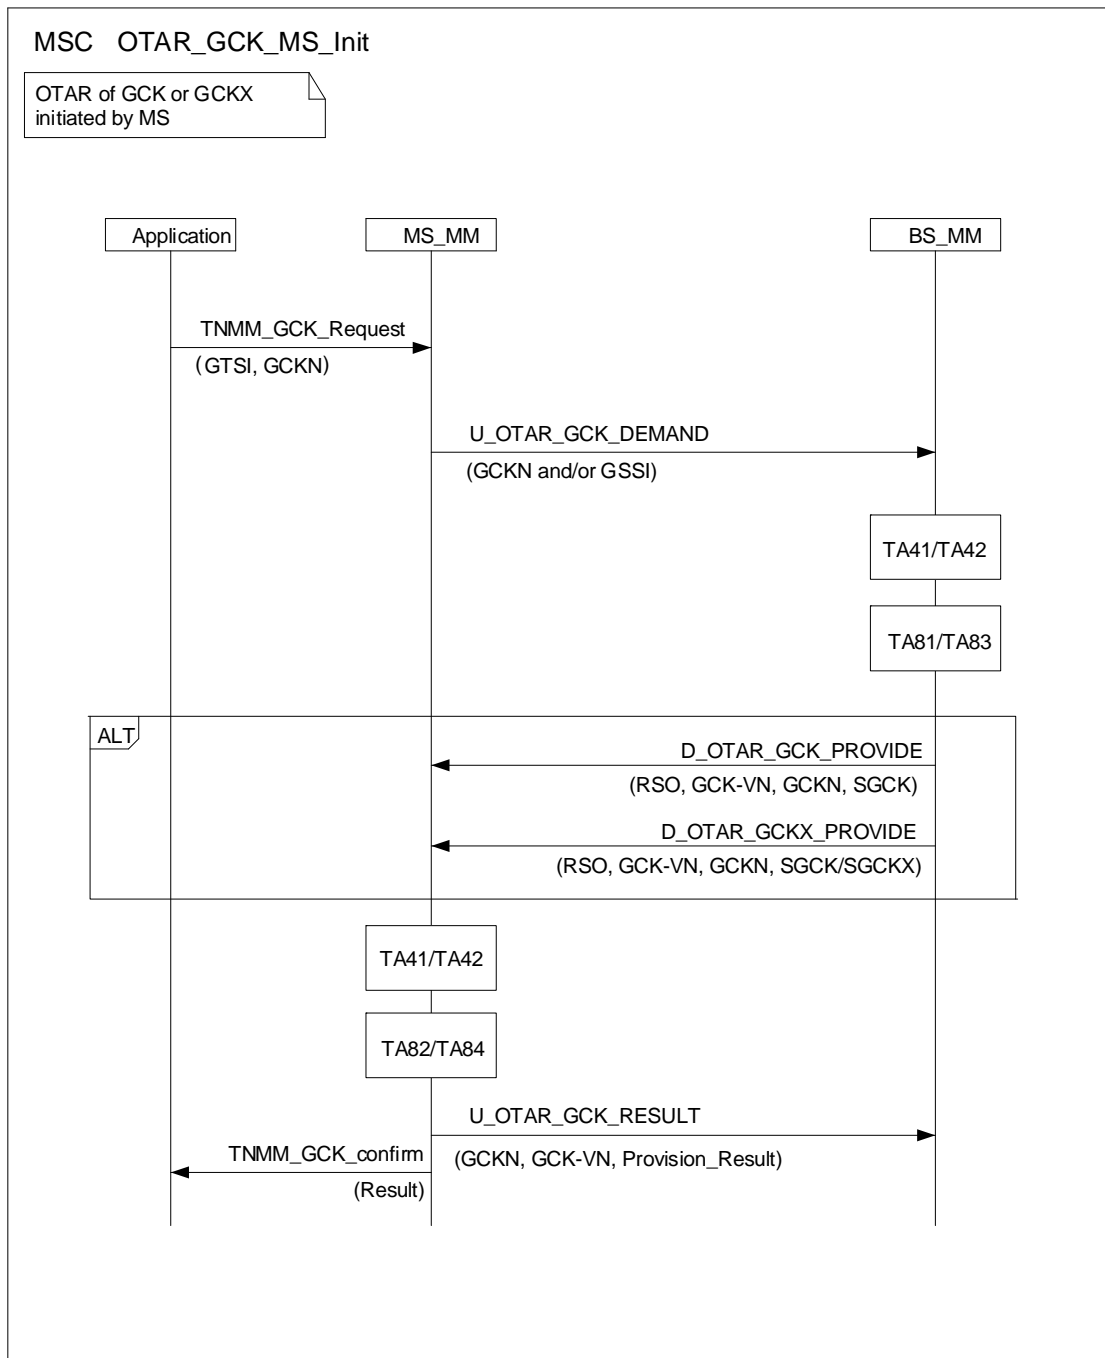 MSC OTAR_GCK_MS_Init
OTAR of GCK or GCKX
initiated by MS
Application
MS_MM
BS_MM
TNMM_GCK_Request
(GTSI, GCKN)
U_OTAR_GCK_DEMAND
(GCKN and/or GSSI)
TA41/TA42
TA81/TA83
ALT
D_OTAR_GCK_PROVIDE
(RSO, GCK-VN, GCKN, SGCK)
D_OTAR_GCKX_PROVIDE
(RSO, GCK-VN, GCKN, SGCK/SGCKX)
TA41/TA42
TA82/TA84
U_OTAR_GCK_RESULT
(GCKN, GCK-VN, Provision_Result)
TNMM_GCK_confirm
(Result)